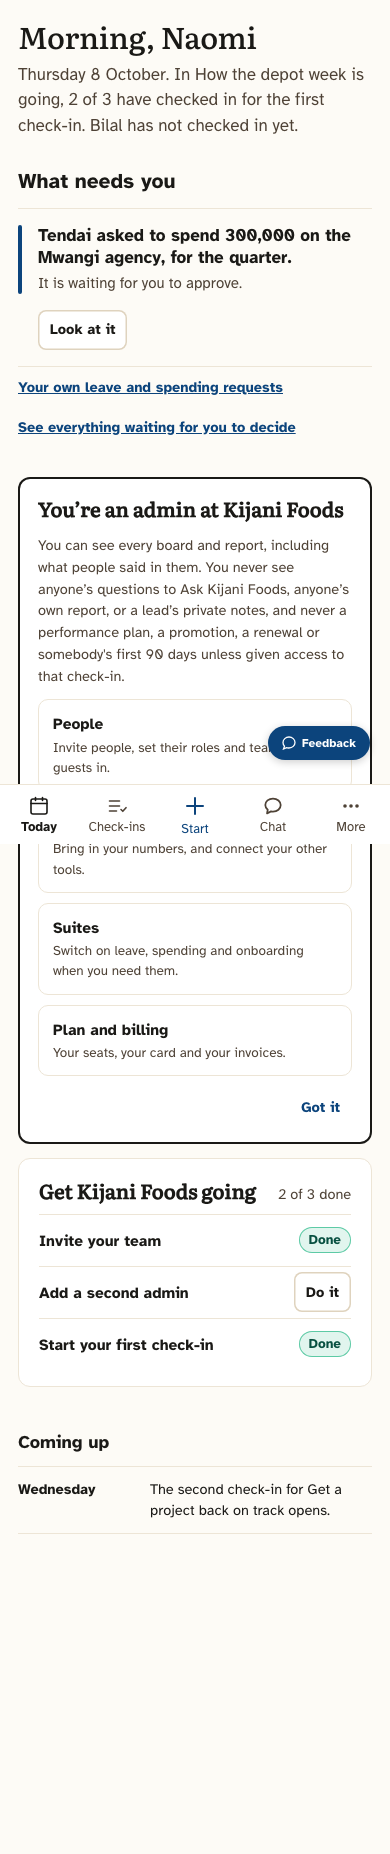 Morning, Naomi
Thursday 8 October. In How the depot week is
going, 2 of 3 have checked in for the first
check-in. Bilal has not checked in yet.
What needs you
Tendai asked to spend 300,000 on the
Mwangi agency, for the quarter.
It is waiting for you to approve.
Look at it
Your own leave and spending requests
See everything waiting for you to decide
You're an admin at Kijani Foods
You can see every board and report, including
what people said in them. You never see
anyone's questions to Ask Kijani Foods, anyone's
own report, or a lead's private notes, and never a
performance plan, a promotion, a renewal or
somebody's first 90 days unless given access to
that check-in.
People
Invite people, set their roles and
guests in.
Feedback
Today
Check-ins
Start
Chat
More
Bring in your numbers, and connect your other
tools.
Suites
Switch on leave, spending and onboarding
when you need them.
Plan and billing
Your seats, your card and your invoices.
Got it
Get Kijani Foods going
2 of 3 done
Invite your team
Done
Add a second admin
Do it
Start your first check-in
Done
Coming up
Wednesday
The second check-in for Get a
project back on track opens.